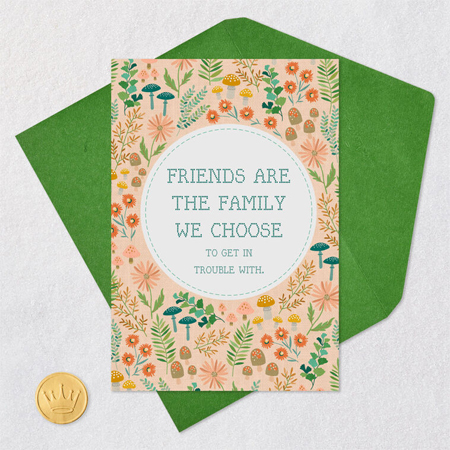 FRIENDS ARE
THE FAMILY
WE CHOOSE
TO GET IN
TROUBLE WITH.